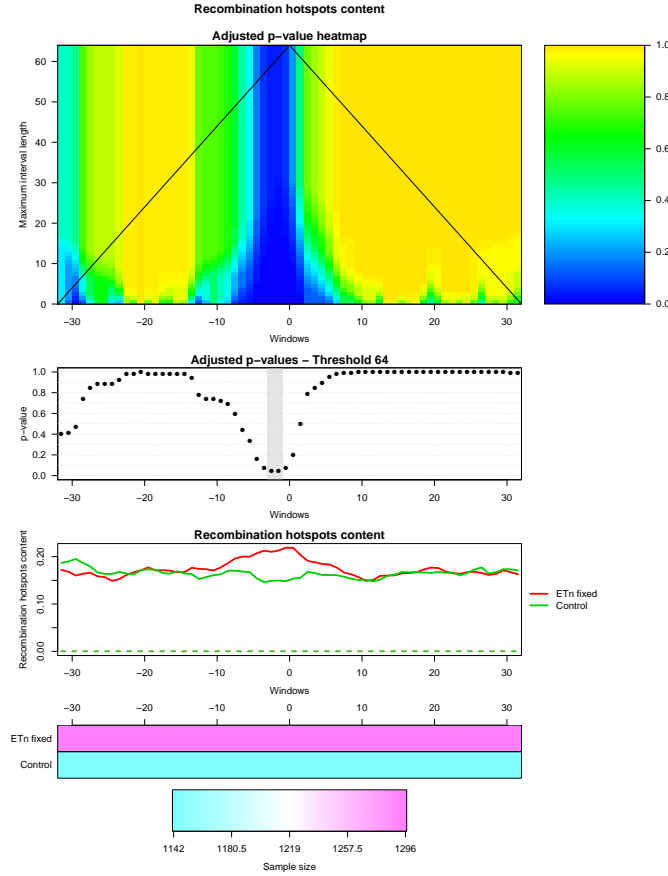 Recombination hotspots content
Adjusted p−value heatmap
Maximum interval length
60
50
40
30
20
10
0
−30 −20 −10 0 10 20 30
Windows
1.0
0.8
0.6
0.4
0.2
0.0
Adjusted p−values − Threshold 64
p−value
1.0
0.8
0.6
0.4
0.2
0.0
−30 −20 −10 0 10 20 30
Windows
Recombination hotspots content
Recombination hotspots content
0.20
0.10
0.00
ETn fixed
Control
−30 −20 −10 0 10 20 30
Windows
−30 −20 −10 0 10 20 30
ETn fixed
Control
1142 1180.5 1219 1257.5 1296
Sample size